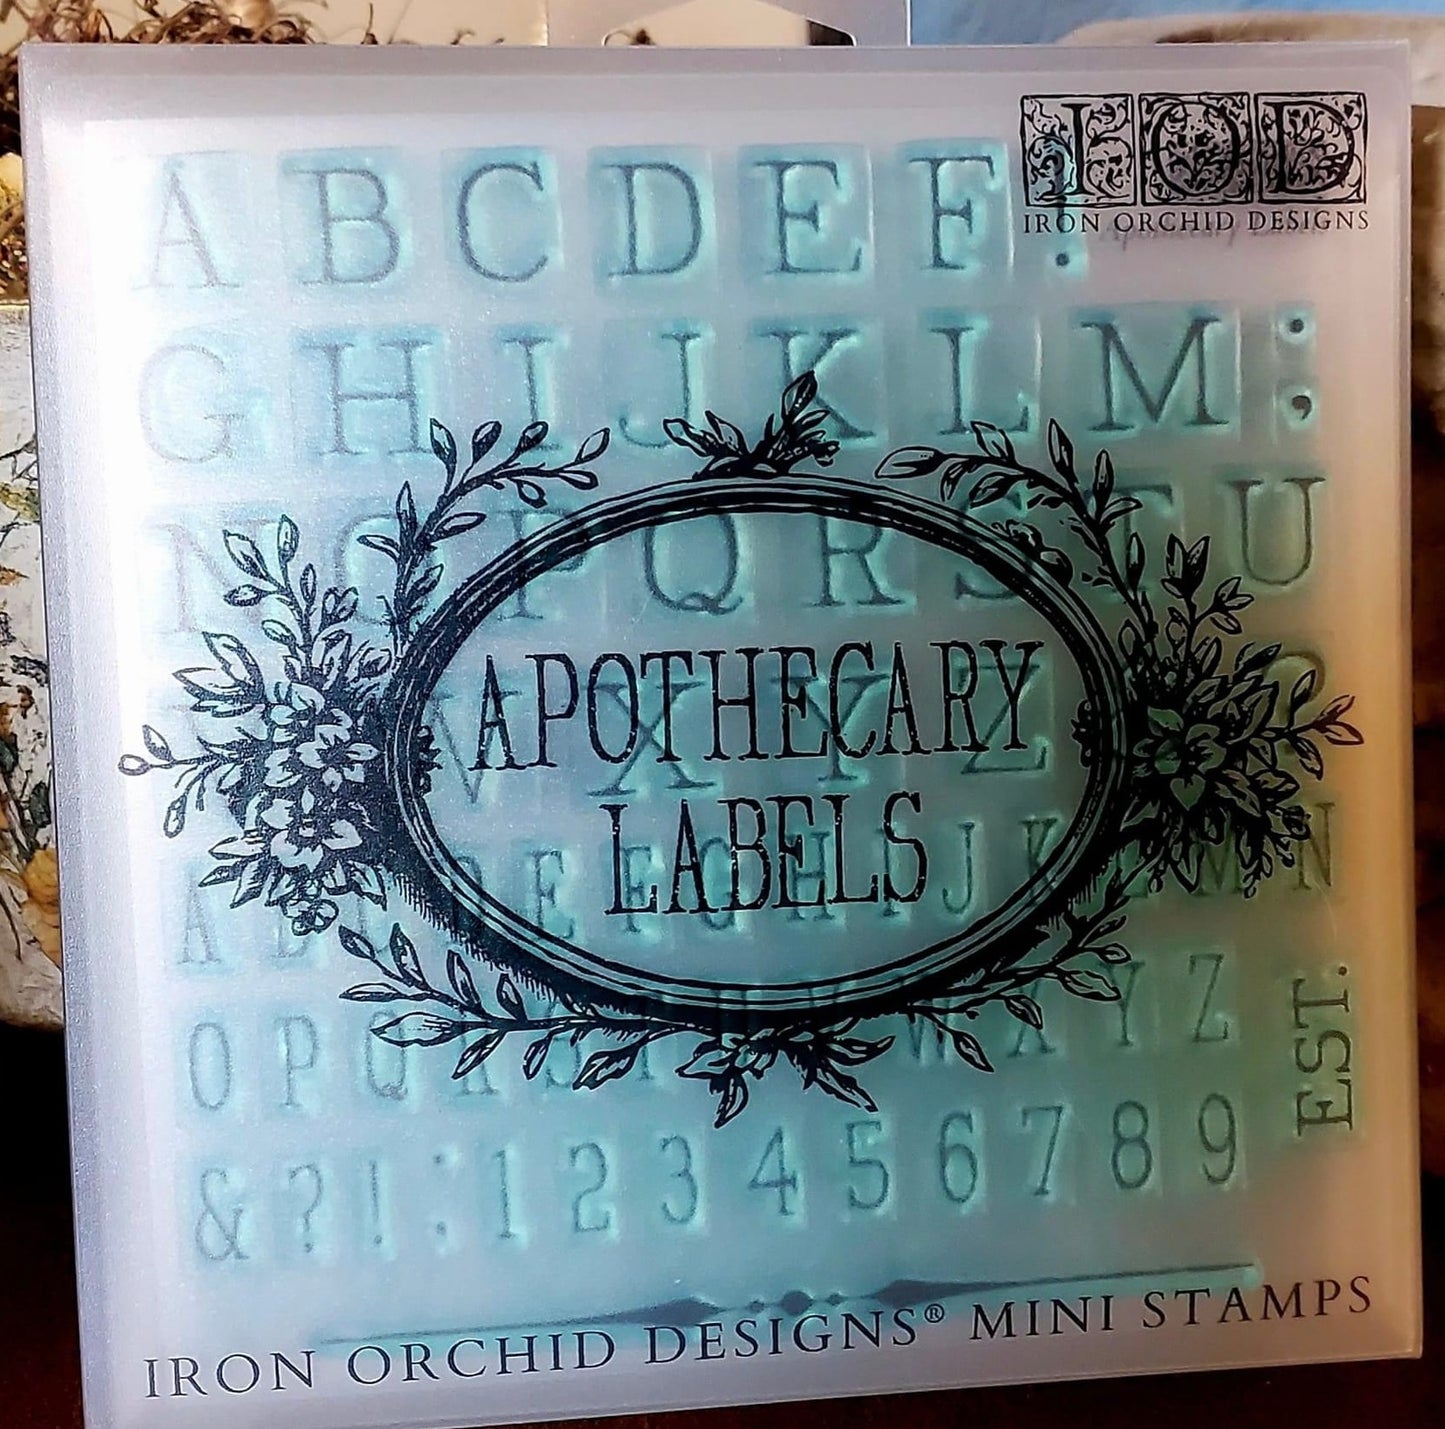 I O D
IRON ORCHID DESIGNS
A B C D E F .
G H I J K L M ;
N O P Q R S T U
V X Y Z
APOTHECARY
LABELS
A B C D E F G H I J K L M N
O P Q R S T U V W X Y Z
EST.
& ? ! : 1 2 3 4 5 6 7 8 9
IRON ORCHID DESIGNS® MINI STAMPS